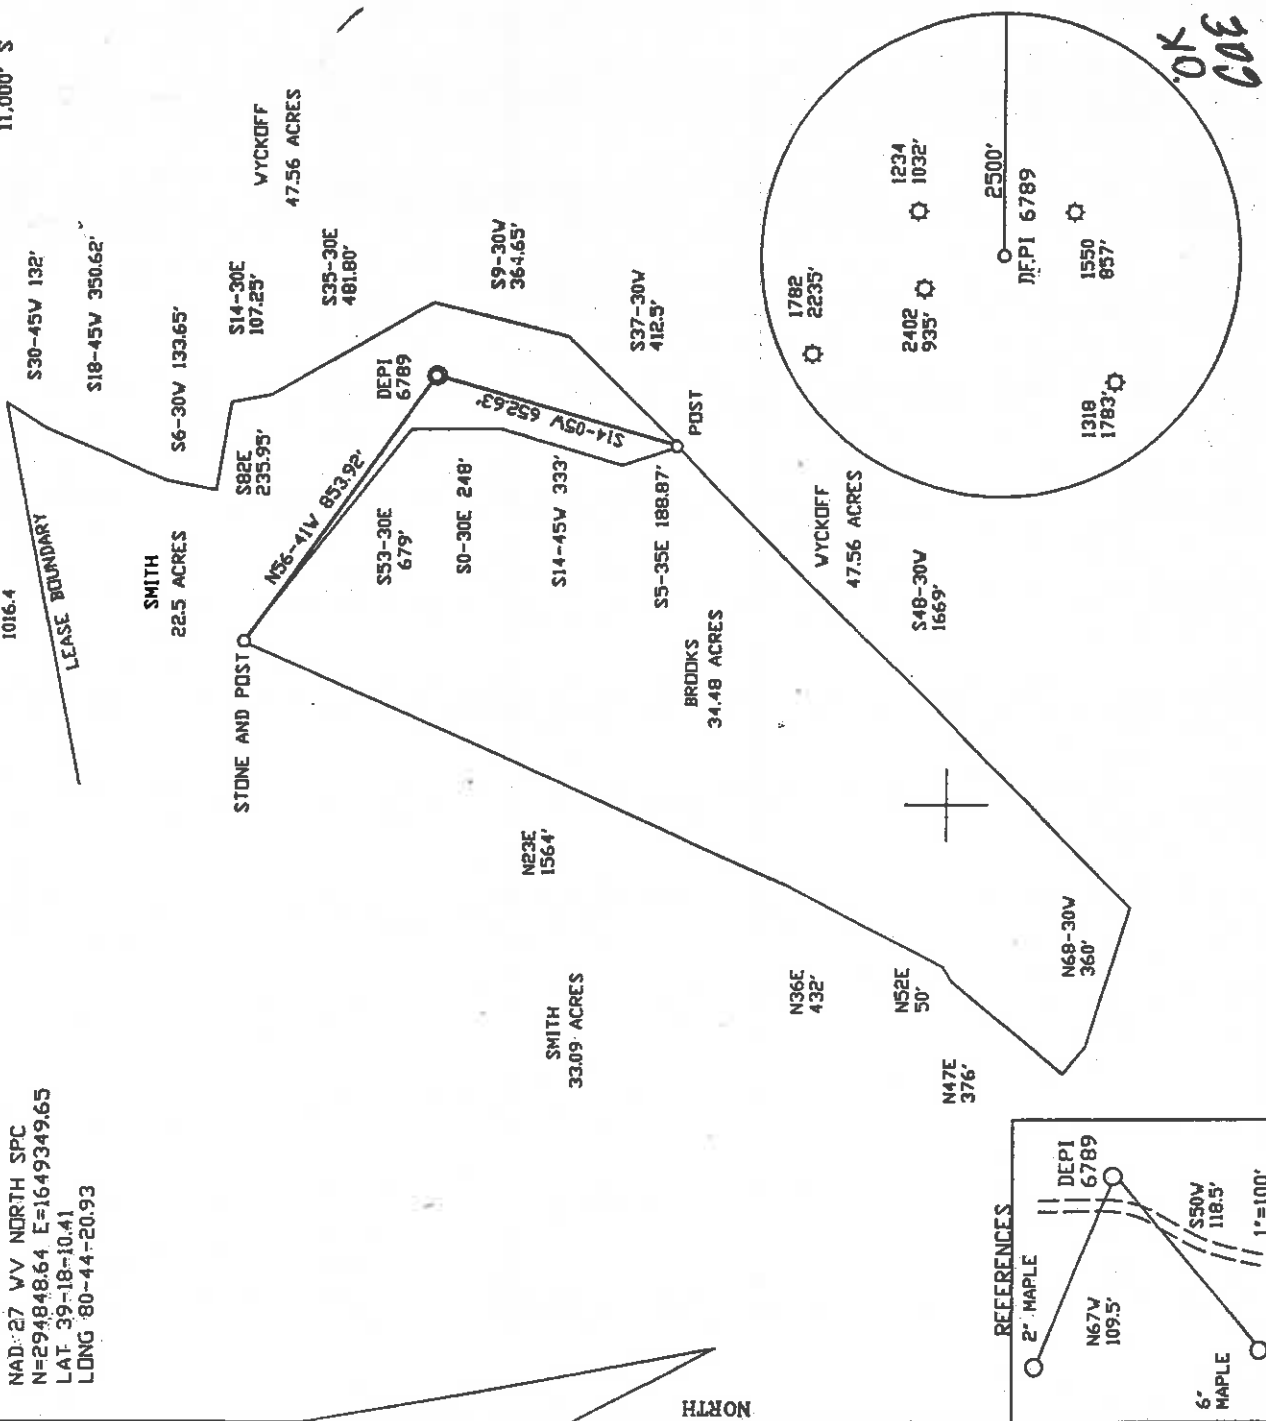 11,000' S
1016.4
LEASE BOUNDARY
S30-45W 132'
S18-45W 350.62'
S6-30W 133.65'
S14-30E
107.25'
WYCKOFF
47.56 ACRES
S35-30E
481.80'
S82E
235.95'
SMITH
22.5 ACRES
STONE AND POST
N56-41W 853.92'
DEPI
6789
S14-05W 652.63'
S53-30E
679'
S0-30E 248'
S14-45W 333'
S5-35E 188.87'
S9-30W
364.65'
S37-30W
412.5'
POST
BROOKS
34.48 ACRES
WYCKOFF
47.56 ACRES
S48-30W
1669'
N23E
1564'
SMITH
33.09 ACRES
N36E
432'
N52E
50'
N47E
376'
N68-30W
360'
1782
2235'
2402
935'
1234
1032'
2500'
DEPI 6789
1550
857'
1318
1783'
OK
NAD 27 WV NORTH SPC
N=294848.64 E=1649349.65
LAT 39-18-10.41
LONG 80-44-20.93
NORTH
REFERENCES
2" MAPLE
DEPI
6789
N67W
109.5'
S50W
118.5'
6"
MAPLE
1"=100'